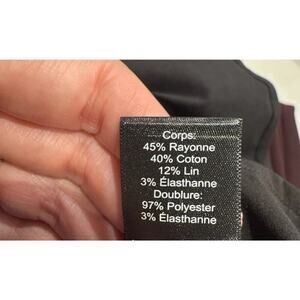 Corps:
45% Rayonne
40% Coton
12% Lin
3% Élasthanne
Doublure:
97% Polyester
3% Élasthanne